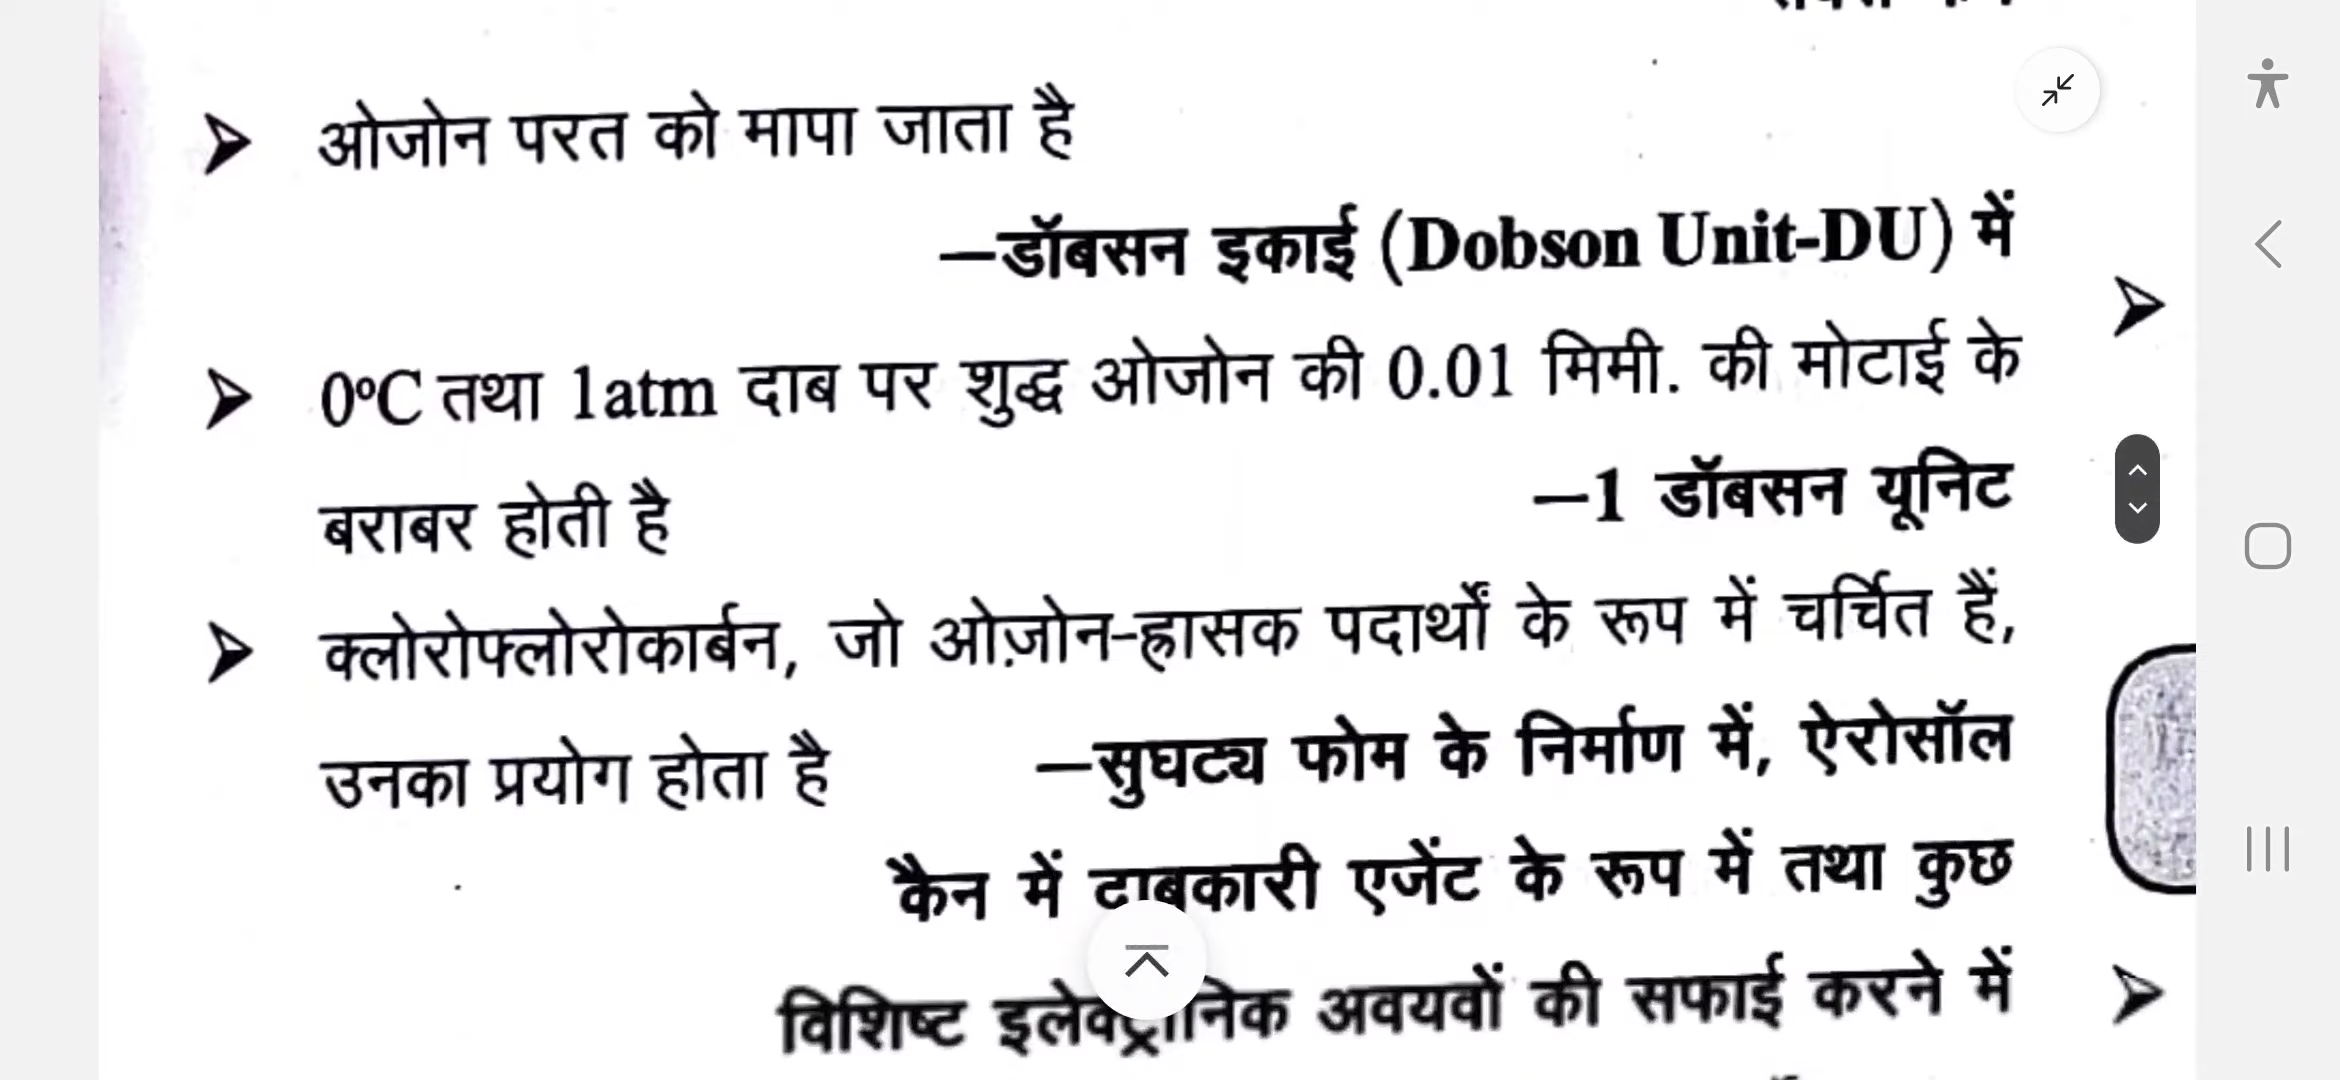 ओजोन परत को मापा जाता है
—डॉबसन इकाई (Dobson Unit-DU) में
0°C तथा 1atm दाब पर शुद्ध ओजोन की 0.01 मिमी. की मोटाई के
बराबर होती है —1 डॉबसन यूनिट
क्लोरोफ्लोरोकार्बन, जो ओज़ोन-ह्रासक पदार्थों के रूप में चर्चित हैं,
उनका प्रयोग होता है —सुघट्य फोम के निर्माण में, ऐरोसॉल
कैन में दाबकारी एजेंट के रूप में तथा कुछ
विशिष्ट इलेक्ट्रानिक अवयवों की सफाई करने में